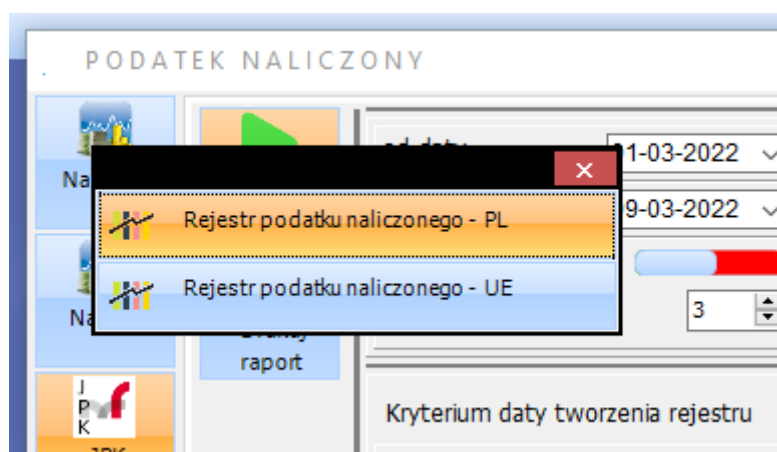 PODATEK NALICZONY
Na
01-03-2022
Rejestr podatku naliczonego - PL
9-03-2022
Rejestr podatku naliczonego - UE
3
raport
J
P
K
Kryterium daty tworzenia rejestru